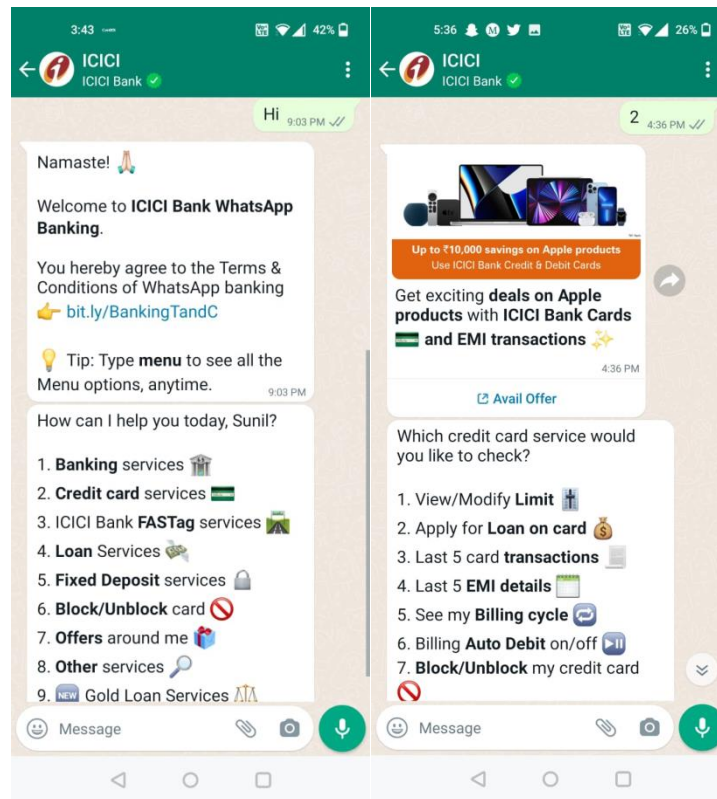 3:43
42%
ICICI
ICICI Bank
Hi 9:03 PM
Namaste! 🙏
Welcome to ICICI Bank WhatsApp
Banking.
You hereby agree to the Terms &
Conditions of WhatsApp banking
👉 bit.ly/BankingTandC
💡 Tip: Type menu to see all the
Menu options, anytime.
9:03 PM
How can I help you today, Sunil?
1. Banking services 🏦
2. Credit card services 💳
3. ICICI Bank FASTag services 🛣️
4. Loan Services 💸
5. Fixed Deposit services 🔒
6. Block/Unblock card 🚫
7. Offers around me 🎁
8. Other services 🔎
9. 🆕 Gold Loan Services ⚖️
Message
5:36
26%
ICICI
ICICI Bank
2 4:36 PM
Up to ₹10,000 savings on Apple products
Use ICICI Bank Credit & Debit Cards
Get exciting deals on Apple
products with ICICI Bank Cards
💳 and EMI transactions ✨
4:36 PM
Avail Offer
Which credit card service would
you like to check?
1. View/Modify Limit 🎚️
2. Apply for Loan on card 💰
3. Last 5 card transactions 🧾
4. Last 5 EMI details 🗓️
5. See my Billing cycle 🔁
6. Billing Auto Debit on/off ⏯️
7. Block/Unblock my credit card
🚫
Message